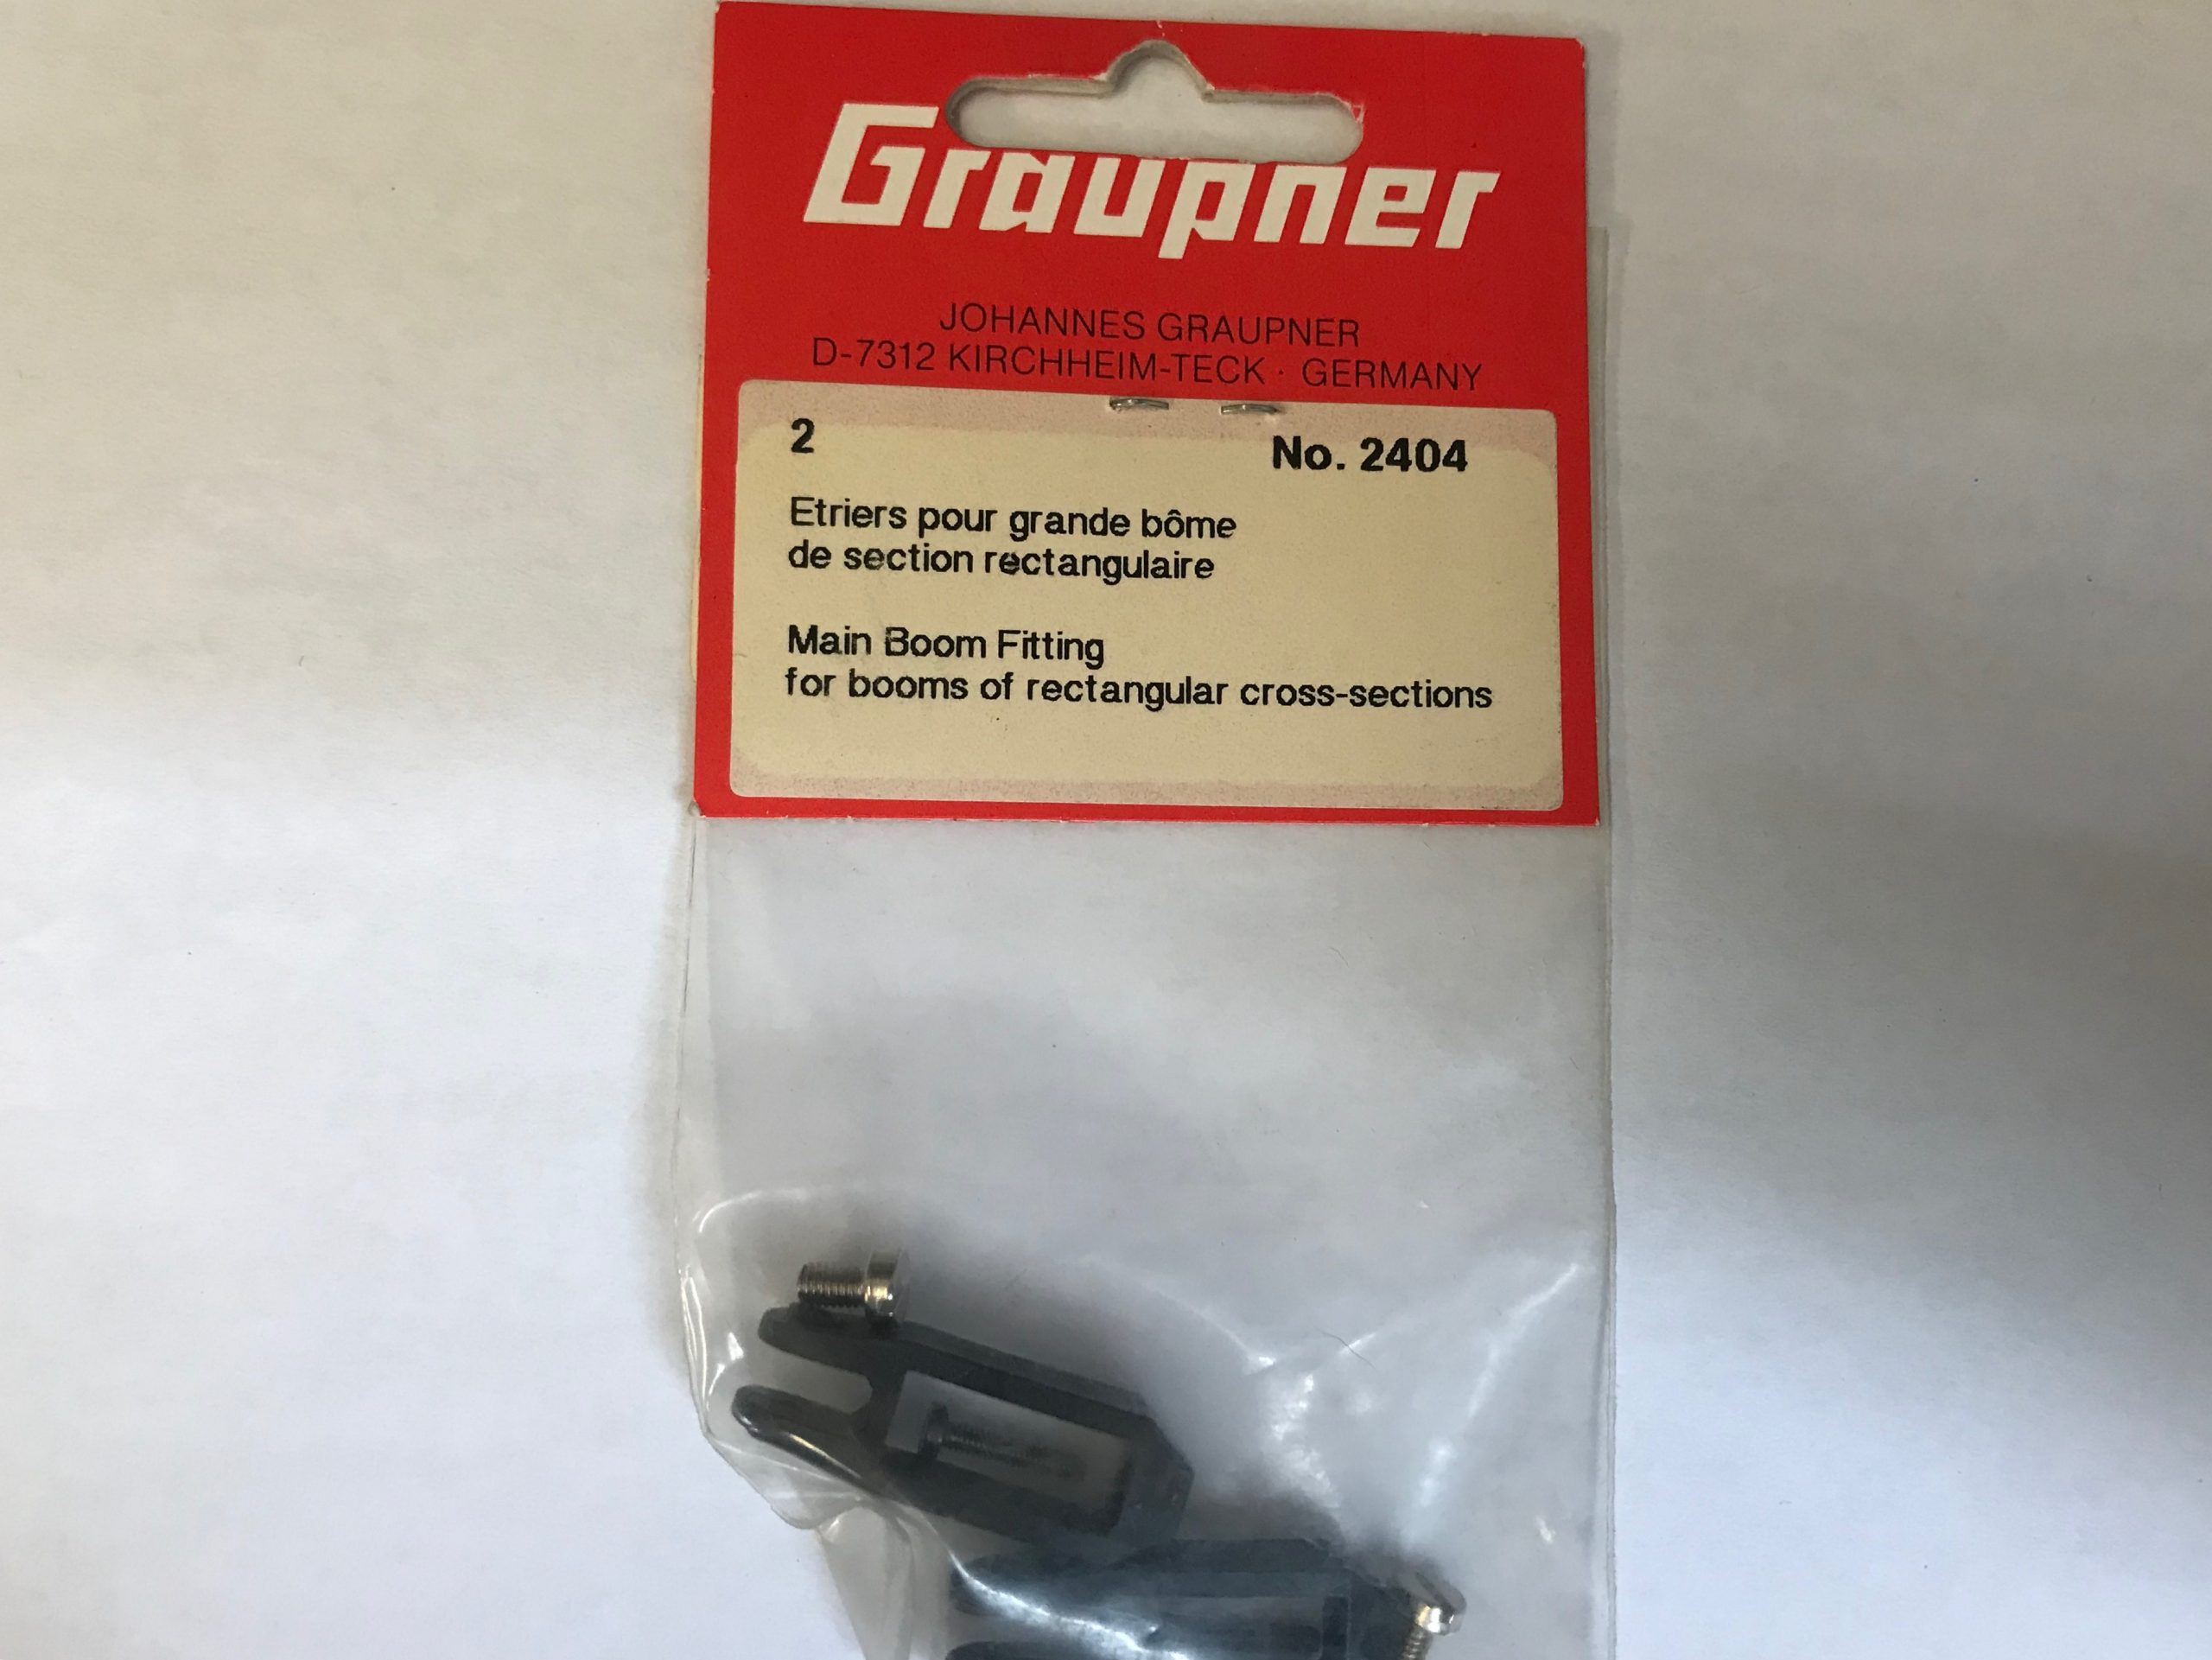 Graupner
JOHANNES GRAUPNER
D-7312 KIRCHHEIM-TECK · GERMANY
2 No. 2404
Etriers pour grande bôme
de section rectangulaire
Main Boom Fitting
for booms of rectangular cross-sections